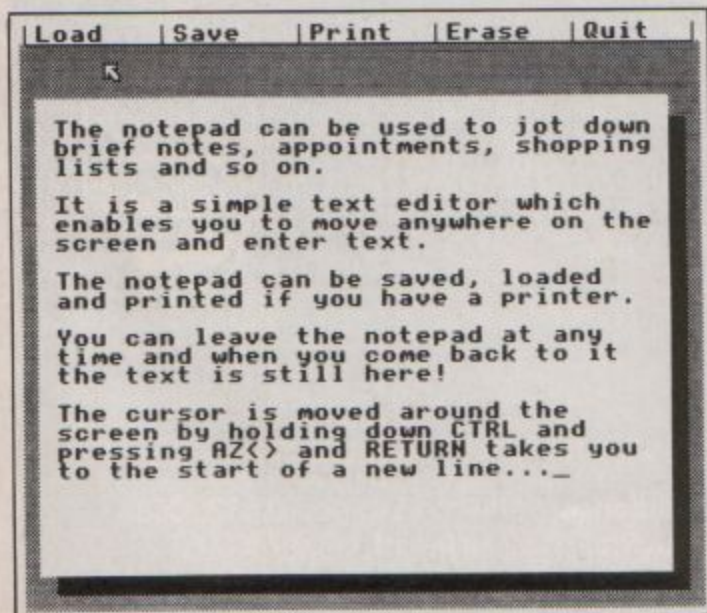 |Load |Save |Print |Erase |Quit |
The notepad can be used to jot down
brief notes, appointments, shopping
lists and so on.
It is a simple text editor which
enables you to move anywhere on the
screen and enter text.
The notepad can be saved, loaded
and printed if you have a printer.
You can leave the notepad at any
time and when you come back to it
the text is still here!
The cursor is moved around the
screen by holding down CTRL and
pressing AZ<> and RETURN takes you
to the start of a new line..._